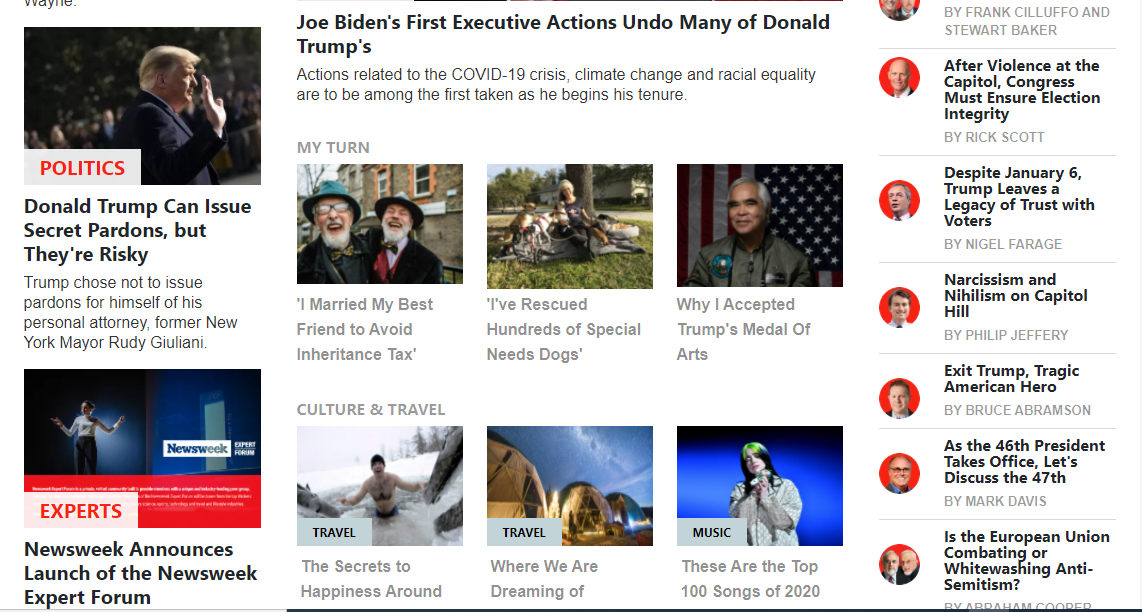 Wayne.
POLITICS
Donald Trump Can Issue
Secret Pardons, but
They're Risky
Trump chose not to issue
pardons for himself of his
personal attorney, former New
York Mayor Rudy Giuliani.
Newsweek EXPERT
FORUM
EXPERTS
Newsweek Announces
Launch of the Newsweek
Expert Forum
Joe Biden's First Executive Actions Undo Many of Donald
Trump's
Actions related to the COVID-19 crisis, climate change and racial equality
are to be among the first taken as he begins his tenure.
MY TURN
'I Married My Best
Friend to Avoid
Inheritance Tax'
'I've Rescued
Hundreds of Special
Needs Dogs'
Why I Accepted
Trump's Medal Of
Arts
CULTURE & TRAVEL
TRAVEL
The Secrets to
Happiness Around
TRAVEL
Where We Are
Dreaming of
MUSIC
These Are the Top
100 Songs of 2020
BY FRANK CILLUFFO AND
STEWART BAKER
After Violence at the
Capitol, Congress
Must Ensure Election
Integrity
BY RICK SCOTT
Despite January 6,
Trump Leaves a
Legacy of Trust with
Voters
BY NIGEL FARAGE
Narcissism and
Nihilism on Capitol
Hill
BY PHILIP JEFFERY
Exit Trump, Tragic
American Hero
BY BRUCE ABRAMSON
As the 46th President
Takes Office, Let's
Discuss the 47th
BY MARK DAVIS
Is the European Union
Combating or
Whitewashing Anti-
Semitism?
BY ABRAHAM COOPER